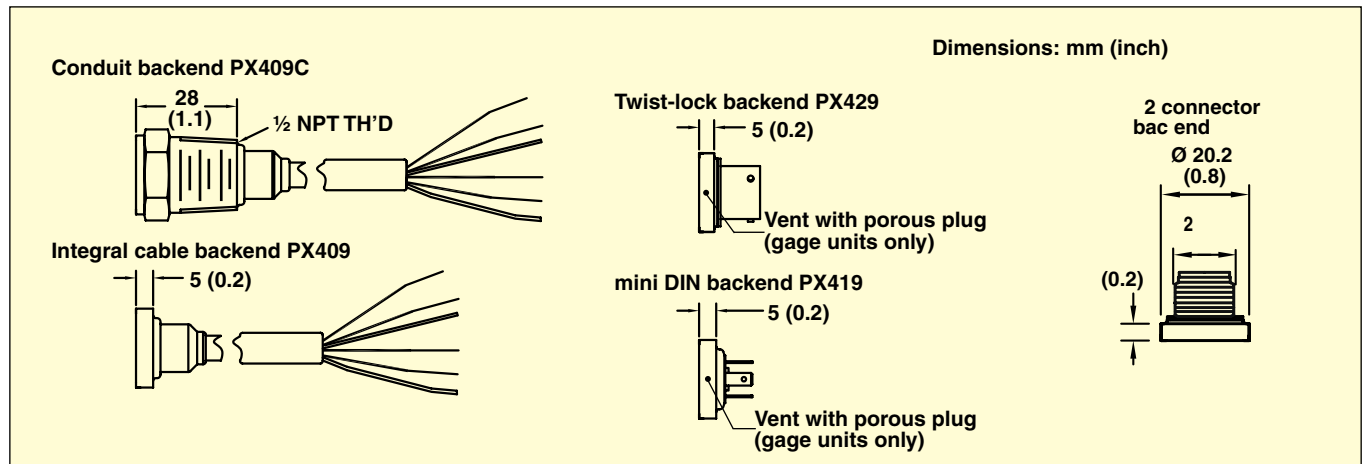 Dimensions: mm (inch)
Conduit backend PX409C
28
(1.1)
½ NPT TH'D
Integral cable backend PX409
5 (0.2)
Twist-lock backend PX429
5 (0.2)
Vent with porous plug
(gage units only)
mini DIN backend PX419
5 (0.2)
Vent with porous plug
(gage units only)
2 connector
bac end
Ø 20.2
(0.8)
2
(0.2)